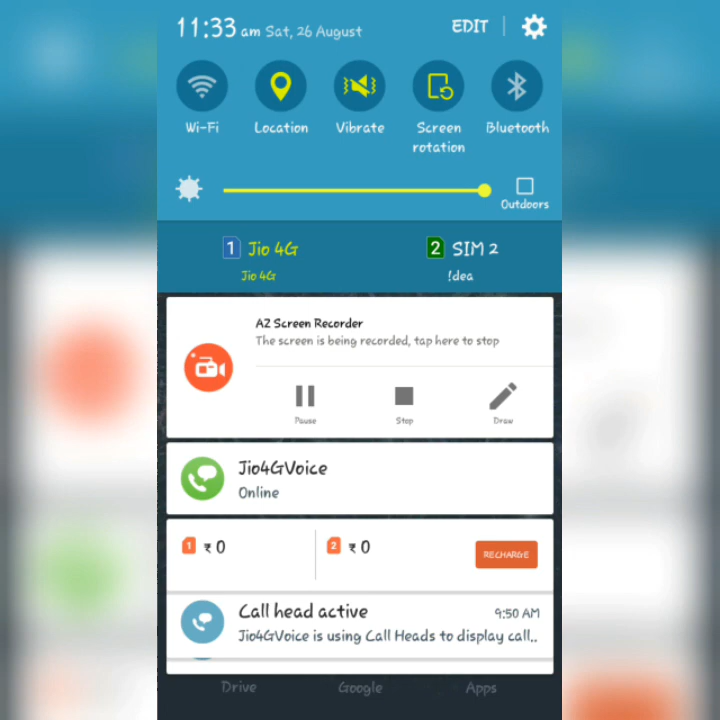 11:33 am Sat, 26 August EDIT
Wi-Fi Location Vibrate Screen rotation Bluetooth
Outdoors
1 Jio 4G 2 SIM 2
Jio 4G !dea
AZ Screen Recorder
The screen is being recorded, tap here to stop
Pause Stop Draw
Jio4GVoice
Online
1 ₹ 0 2 ₹ 0 RECHARGE
Call head active 9:50 AM
Jio4GVoice is using Call Heads to display call..
Drive Google Apps